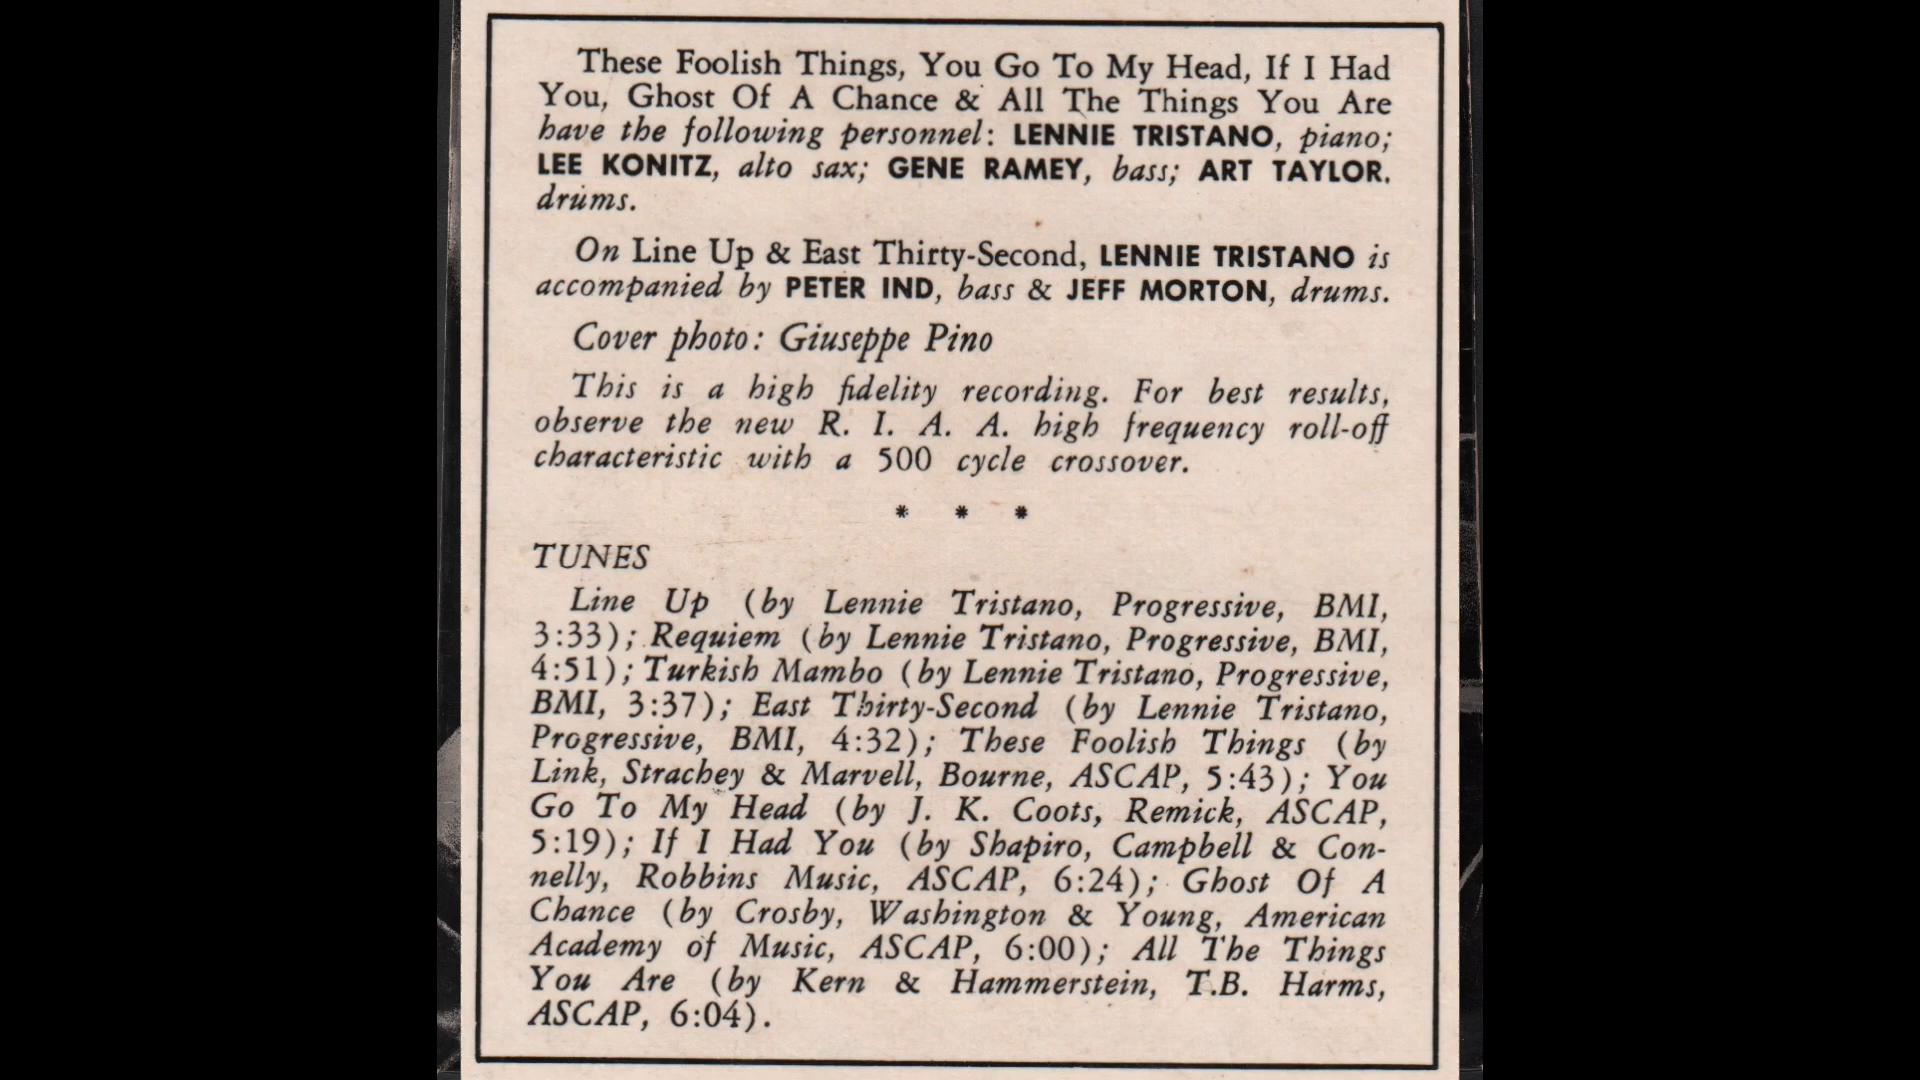 These Foolish Things, You Go To My Head, If I Had
You, Ghost Of A Chance & All The Things You Are
have the following personnel: LENNIE TRISTANO, piano;
LEE KONITZ, alto sax; GENE RAMEY, bass; ART TAYLOR.
drums.
On Line Up & East Thirty-Second, LENNIE TRISTANO is
accompanied by PETER IND, bass & JEFF MORTON, drums.
Cover photo: Giuseppe Pino
This is a high fidelity recording. For best results,
observe the new R. I. A. A. high frequency roll-off
characteristic with a 500 cycle crossover.
* * *
TUNES
Line Up (by Lennie Tristano, Progressive, BMI,
3:33); Requiem (by Lennie Tristano, Progressive, BMI,
4:51); Turkish Mambo (by Lennie Tristano, Progressive,
BMI, 3:37); East Thirty-Second (by Lennie Tristano,
Progressive, BMI, 4:32); These Foolish Things (by
Link, Strachey & Marvell, Bourne, ASCAP, 5:43); You
Go To My Head (by J. K. Coots, Remick, ASCAP,
5:19); If I Had You (by Shapiro, Campbell & Con-
nelly, Robbins Music, ASCAP, 6:24); Ghost Of A
Chance (by Crosby, Washington & Young, American
Academy of Music, ASCAP, 6:00); All The Things
You Are (by Kern & Hammerstein, T.B. Harms,
ASCAP, 6:04).